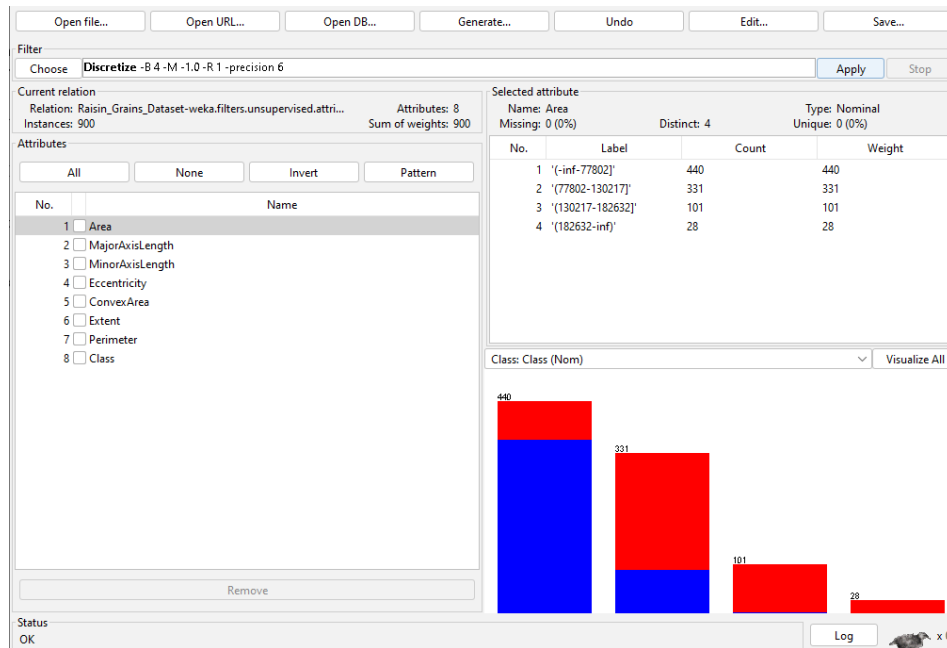 Open file... Open URL... Open DB... Generate... Undo Edit... Save...
Filter
Choose Discretize -B 4 -M -1.0 -R 1 -precision 6 Apply Stop
Current relation
Relation: Raisin_Grains_Dataset-weka.filters.unsupervised.attri... Attributes: 8
Instances: 900 Sum of weights: 900
Attributes
All None Invert Pattern
No. Name
1 Area
2 MajorAxisLength
3 MinorAxisLength
4 Eccentricity
5 ConvexArea
6 Extent
7 Perimeter
8 Class
Remove
Selected attribute
Name: Area Type: Nominal
Missing: 0 (0%) Distinct: 4 Unique: 0 (0%)
No. Label Count Weight
1 '(-inf-77802]' 440 440
2 '(77802-130217]' 331 331
3 '(130217-182632]' 101 101
4 '(182632-inf)' 28 28
Class: Class (Nom) Visualize All
440
331
101
28
Status
OK
Log x